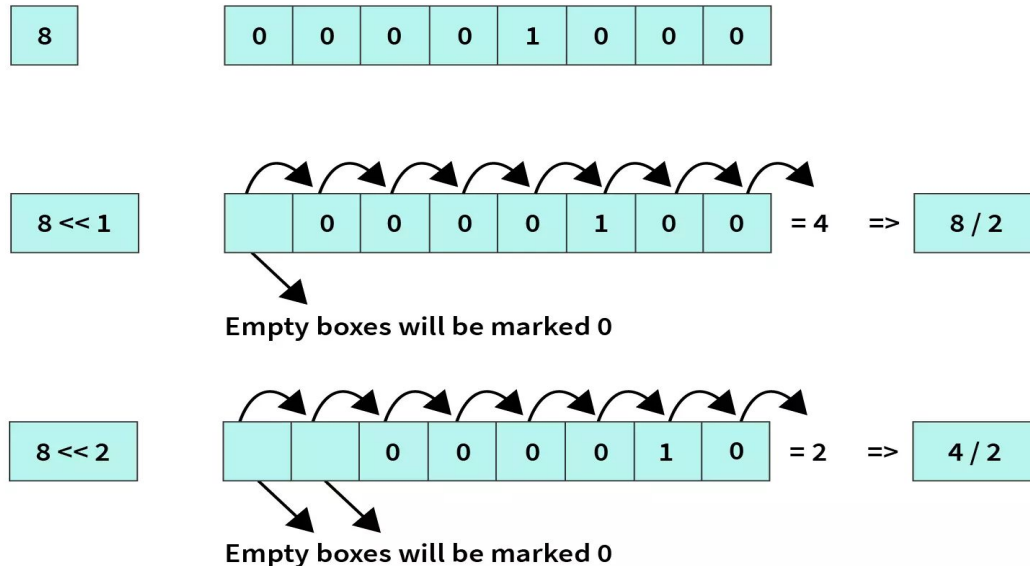 8 0 0 0 0 1 0 0 0
8 << 1 0 0 0 0 1 0 0 = 4 => 8 / 2
Empty boxes will be marked 0
8 << 2 0 0 0 0 1 0 = 2 => 4 / 2
Empty boxes will be marked 0